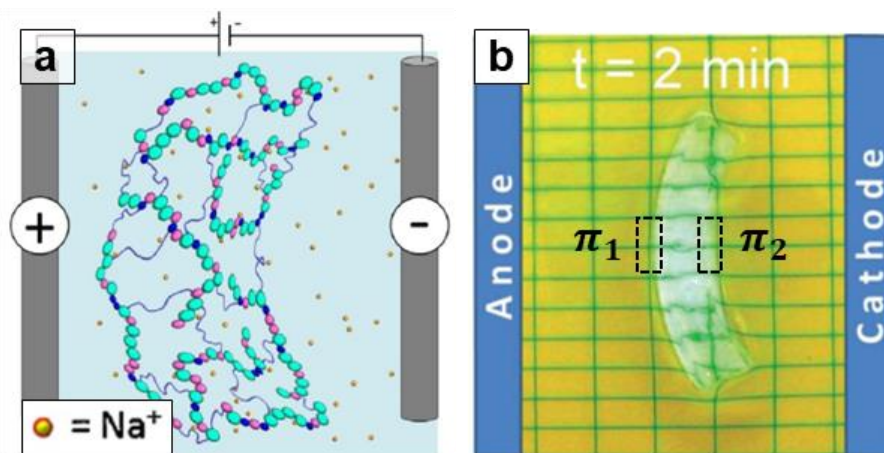 a
+ -
+
-
= Na⁺
b
t = 2 min
Anode
π₁
π₂
Cathode